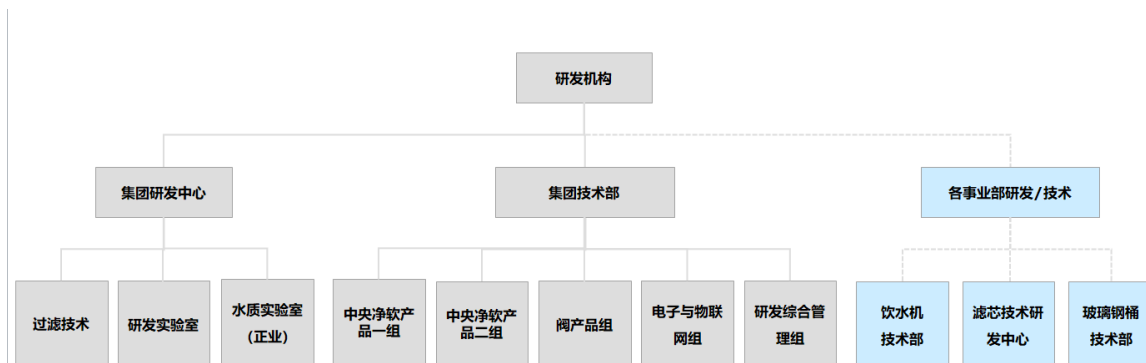 研发机构
集团研发中心
集团技术部
各事业部研发/技术
过滤技术
研发实验室
水质实验室
（正业）
中央净软产
品一组
中央净软产
品二组
阀产品组
电子与物联
网组
研发综合管
理组
饮水机
技术部
滤芯技术研
发中心
玻璃钢桶
技术部